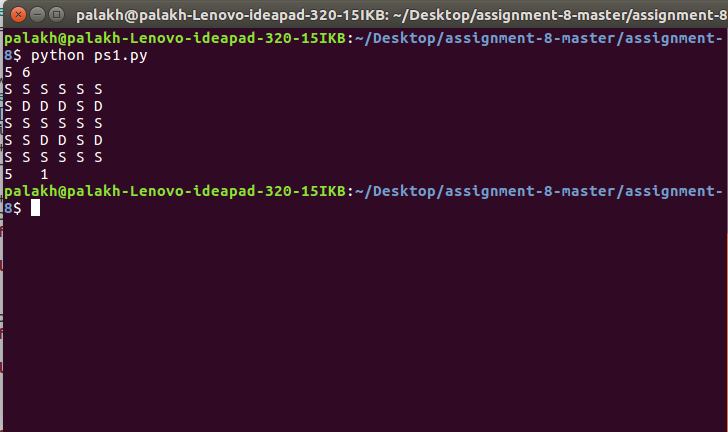 palakh@palakh-Lenovo-ideapad-320-15IKB: ~/Desktop/assignment-8-master/assignment-8
palakh@palakh-Lenovo-ideapad-320-15IKB:~/Desktop/assignment-8-master/assignment-
8$ python ps1.py
5 6
S S S S S S
S D D D S D
S S S S S S
S S D D S D
S S S S S S
5   1
palakh@palakh-Lenovo-ideapad-320-15IKB:~/Desktop/assignment-8-master/assignment-
8$